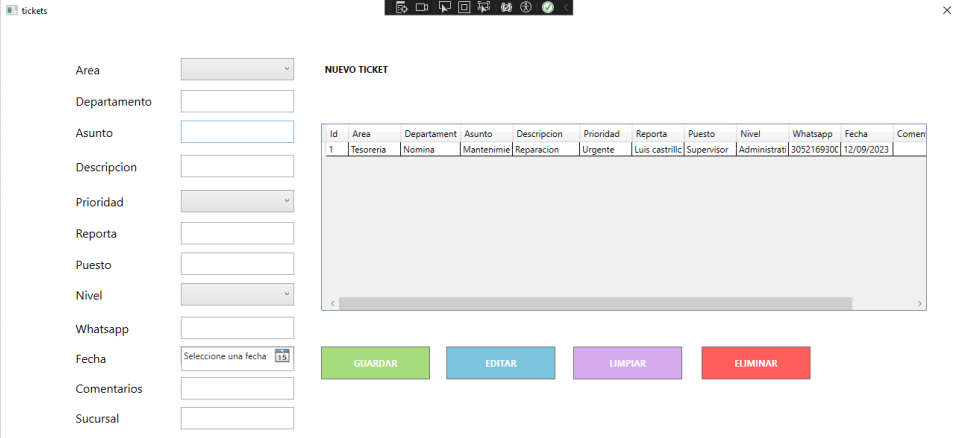 tickets
Area
NUEVO TICKET
Departamento
Asunto
Descripcion
Prioridad
Reporta
Puesto
Nivel
Whatsapp
Fecha
Seleccione una fecha 15
Comentarios
Sucursal
Id Area Departament Asunto Descripcion Prioridad Reporta Puesto Nivel Whatsapp Fecha Comen
1 Tesoreria Nomina Mantenimie Reparacion Urgente Luis castrillc Supervisor Administrati 305216930C 12/09/2023
GUARDAR EDITAR LIMPIAR ELIMINAR